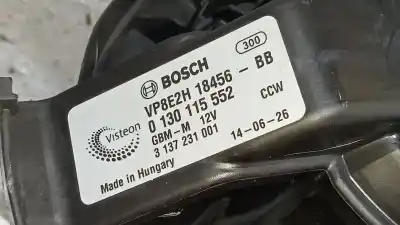 300
BOSCH
VP8E2H 18456 - BB
0 130 115 552 CCW
GBM-M 12V
3 137 231 001 14-06-26
Visteon
Made in Hungary